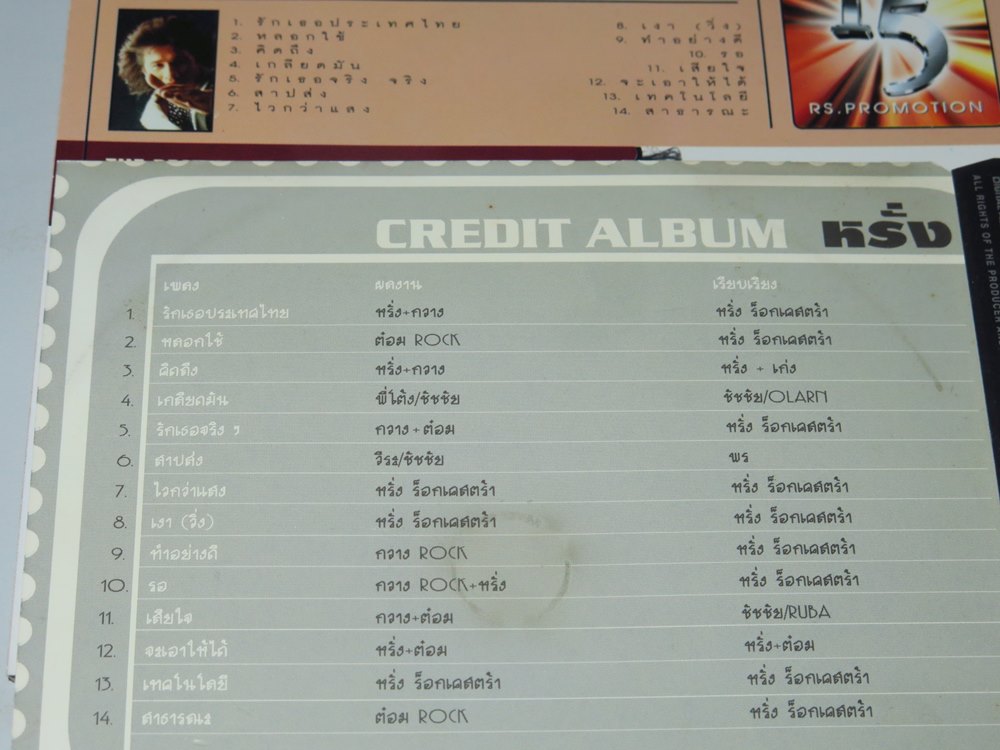 1. รักเธอประเทศไทย
2. หลอกใช้
3. คิดถึง
4. เกลียดมัน
5. รักเธอจริง จริง
6. สาปส่ง
7. ไวกว่าแสง
8. เงา (วิ่ง)
9. ทำอย่างดี
10. รอ
11. เสียใจ
12. จะเอาให้ได้
13. เทคโนโลยี
14. สาธารณะ
15
RS. PROMOTION
CREDIT ALBUM หรั่ง
เพลง ผลงาน เรียบเรียง
1. รักเธอประเทศไทย หรั่ง+กวาง หรั่ง ร็อกเคสตร้า
2. หลอกใช้ ต๋อม ROCK หรั่ง ร็อกเคสตร้า
3. คิดถึง หรั่ง+กวาง หรั่ง + เก่ง
4. เกลียดมัน พี่โต้ง/ชัชชัย ชัชชัย/OLARN
5. รักเธอจริง ๆ กวาง+ต๋อม หรั่ง ร็อกเคสตร้า
6. สาปส่ง วีระ/ชัชชัย พร
7. ไวกว่าแสง หรั่ง ร็อกเคสตร้า หรั่ง ร็อกเคสตร้า
8. เงา (วิ่ง) หรั่ง ร็อกเคสตร้า หรั่ง ร็อกเคสตร้า
9. ทำอย่างดี กวาง ROCK หรั่ง ร็อกเคสตร้า
10. รอ กวาง ROCK+หรั่ง หรั่ง ร็อกเคสตร้า
11. เสียใจ กวาง+ต๋อม ชัชชัย/RUBA
12. จะเอาให้ได้ หรั่ง+ต๋อม หรั่ง+ต๋อม
13. เทคโนโลยี หรั่ง ร็อกเคสตร้า หรั่ง ร็อกเคสตร้า
14. สาธารณะ ต๋อม ROCK หรั่ง ร็อกเคสตร้า
ALL RIGHTS OF THE PRODUCER